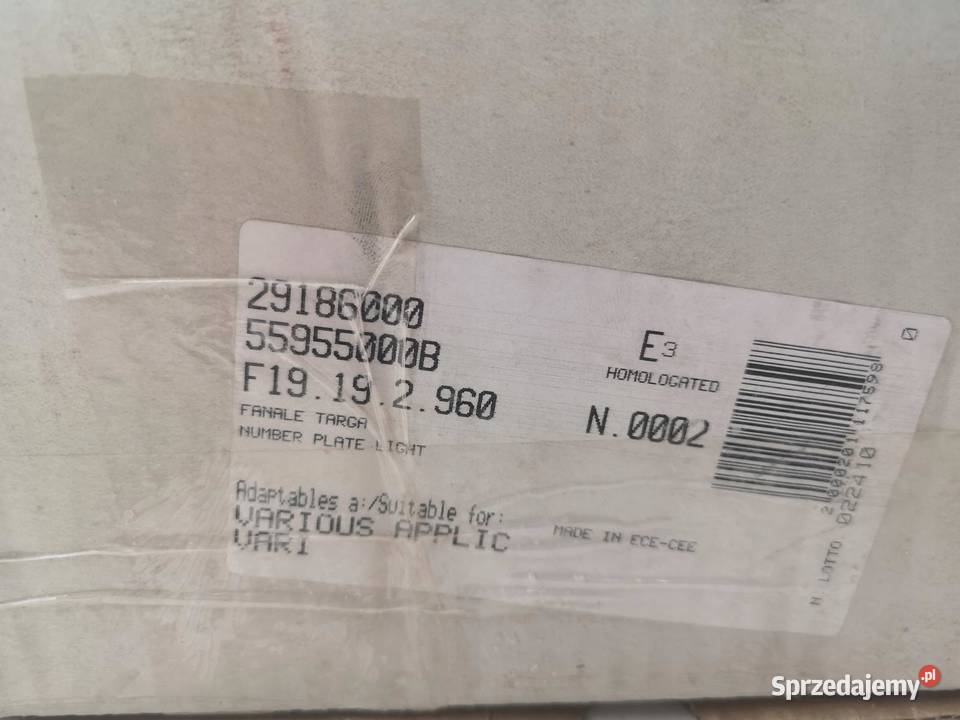 29186000
55955000B
F19.19.2.960
FANALE TARGA
NUMBER PLATE LIGHT
E3
HOMOLOGATED
N.0002
Adaptables a:/Suitable for:
VARIOUS APPLIC
VARI
MADE IN ECE-CEE
N. LOTTO 022410
Sprzedajemy.pl